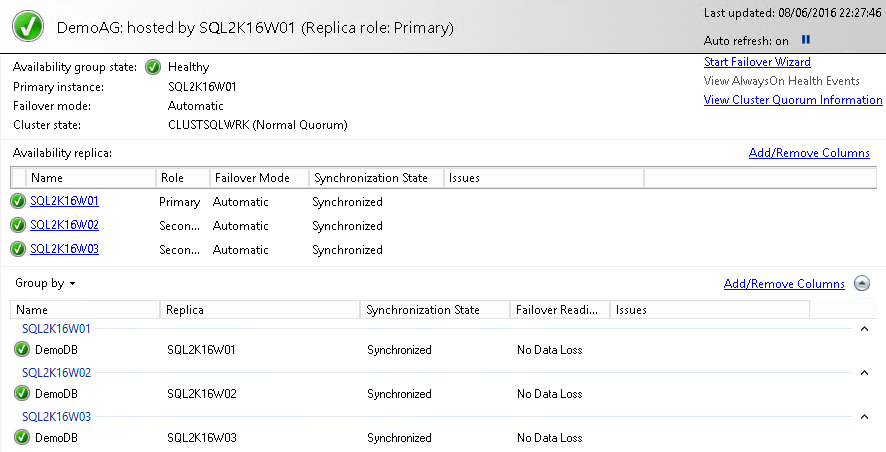 DemoAG: hosted by SQL2K16W01 (Replica role: Primary)
Last updated: 08/06/2016 22:27:46
Auto refresh: on
Start Failover Wizard
View AlwaysOn Health Events
View Cluster Quorum Information
Availability group state: Healthy
Primary instance: SQL2K16W01
Failover mode: Automatic
Cluster state: CLUSTSQLWRK (Normal Quorum)
Availability replica: Add/Remove Columns
Name Role Failover Mode Synchronization State Issues
SQL2K16W01 Primary Automatic Synchronized
SQL2K16W02 Secon... Automatic Synchronized
SQL2K16W03 Secon... Automatic Synchronized
Group by Add/Remove Columns
Name Replica Synchronization State Failover Readi... Issues
SQL2K16W01
DemoDB SQL2K16W01 Synchronized No Data Loss
SQL2K16W02
DemoDB SQL2K16W02 Synchronized No Data Loss
SQL2K16W03
DemoDB SQL2K16W03 Synchronized No Data Loss